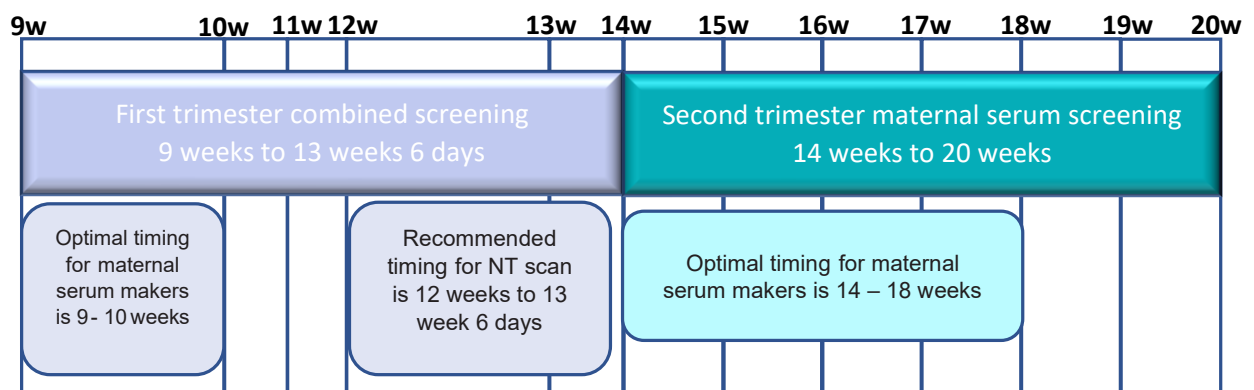 9w 10w 11w 12w 13w 14w 15w 16w 17w 18w 19w 20w
First trimester combined screening
9 weeks to 13 weeks 6 days
Second trimester maternal serum screening
14 weeks to 20 weeks
Optimal timing
for maternal
serum makers
is 9- 10 weeks
Recommended
timing for NT scan
is 12 weeks to 13
week 6 days
Optimal timing for maternal
serum makers is 14 – 18 weeks